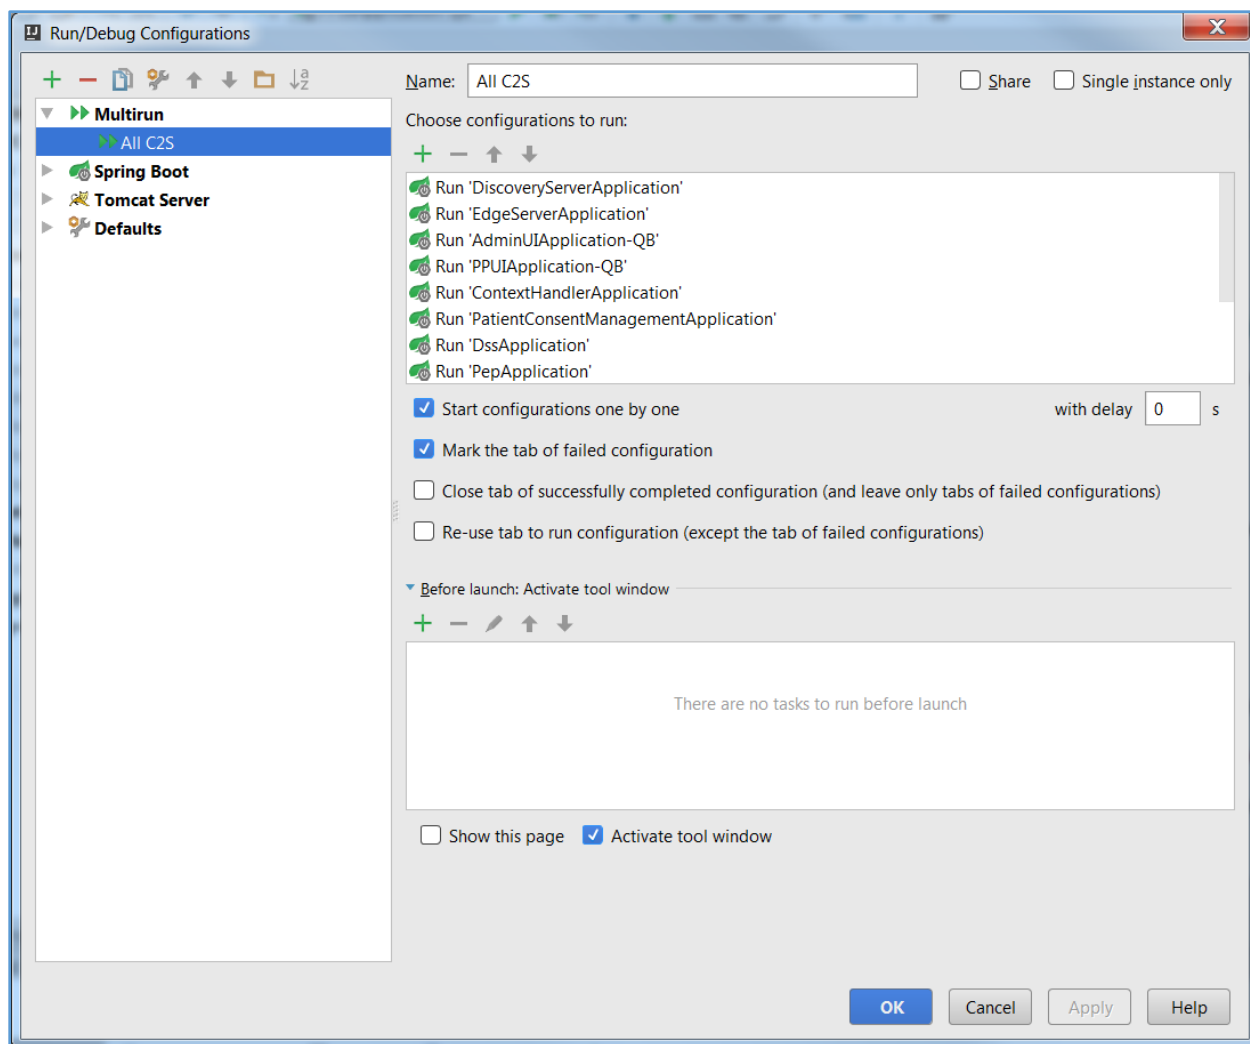 Run/Debug Configurations
Name: All C2S Share Single instance only
Multirun
All C2S
Spring Boot
Tomcat Server
Defaults
Choose configurations to run:
Run 'DiscoveryServerApplication'
Run 'EdgeServerApplication'
Run 'AdminUIApplication-QB'
Run 'PPUIApplication-QB'
Run 'ContextHandlerApplication'
Run 'PatientConsentManagementApplication'
Run 'DssApplication'
Run 'PepApplication'
Start configurations one by one with delay 0 s
Mark the tab of failed configuration
Close tab of successfully completed configuration (and leave only tabs of failed configurations)
Re-use tab to run configuration (except the tab of failed configurations)
Before launch: Activate tool window
There are no tasks to run before launch
Show this page Activate tool window
OK Cancel Apply Help